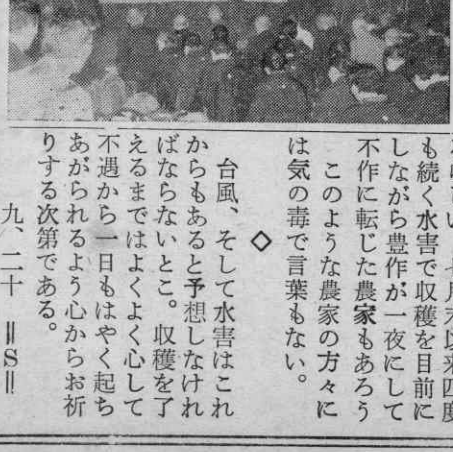 七月末以来四度
も続く水害で収穫を目前に
しながら豊作が一夜にして
不作に転じた農家もあろう
このような農家の方々に
は気の毒で言葉もない。
◇
台風、そして水害はこれ
からもあると予想しなけれ
ばならないとこ。収穫を了
えるまではよくよく心して
不遇から一日もはやく起ち
あがられるよう心からお祈
りする次第である。
九、二十 ＝S＝